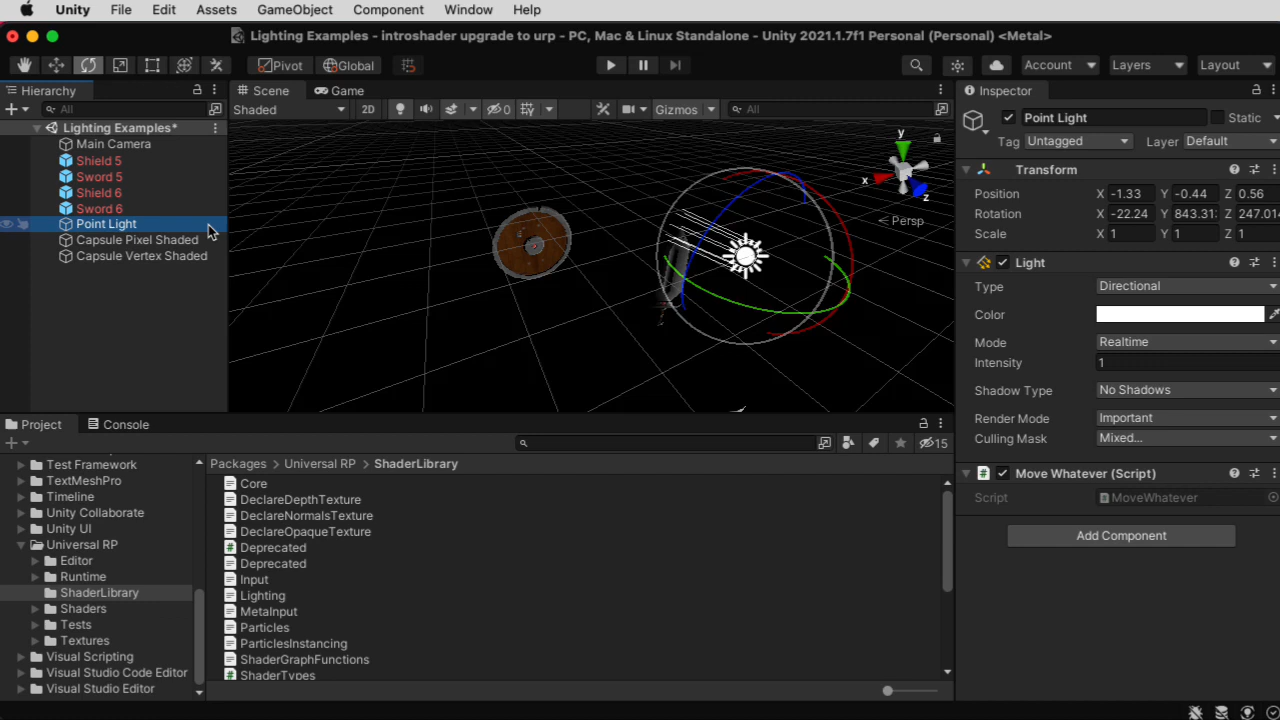 Unity File Edit Assets GameObject Component Window Help
Lighting Examples - introshader upgrade to urp - PC, Mac & Linux Standalone - Unity 2021.1.7f1 Personal (Personal) <Metal>
Pivot Global Account Layers Layout
Hierarchy
All
Lighting Examples*
Main Camera
Shield 5
Sword 5
Shield 6
Sword 6
Point Light
Capsule Pixel Shaded
Capsule Vertex Shaded
Scene Game
Shaded 2D 0 Gizmos All
y
x
z
Persp
Inspector
Point Light Static
Tag Untagged Layer Default
Transform
Position X -1.33 Y -0.44 Z 0.56
Rotation X -22.24 Y 843.31 Z 247.01
Scale X 1 Y 1 Z 1
Light
Type Directional
Color
Mode Realtime
Intensity 1
Shadow Type No Shadows
Render Mode Important
Culling Mask Mixed...
MoveWhatever (Script)
Script MoveWhatever
Add Component
Project Console
15
Test Framework
TextMeshPro
Timeline
Unity Collaborate
Unity UI
Universal RP
Editor
Runtime
ShaderLibrary
Shaders
Tests
Textures
Visual Scripting
Visual Studio Code Editor
Visual Studio Editor
Packages > Universal RP > ShaderLibrary
Core
DeclareDepthTexture
DeclareNormalsTexture
DeclareOpaqueTexture
Deprecated
Deprecated
Input
Lighting
MetaInput
Particles
ParticlesInstancing
ShaderGraphFunctions
ShaderTypes